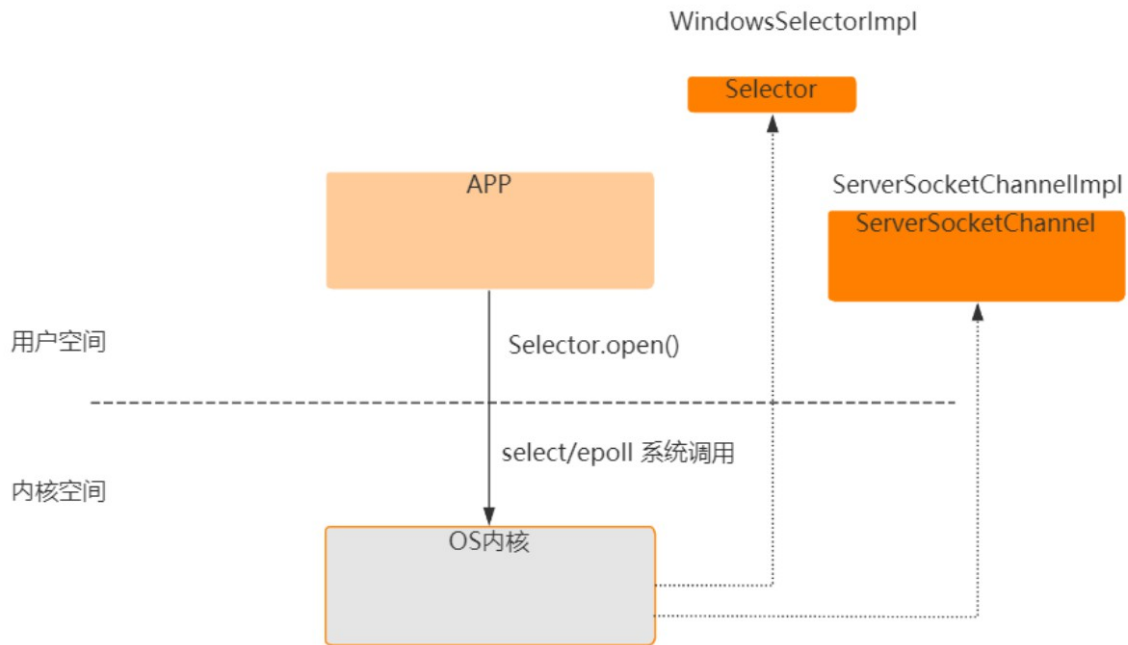 WindowsSelectorImpl
Selector
APP
ServerSocketChannelImpl
ServerSocketChannel
用户空间
Selector.open()
select/epoll 系统调用
内核空间
OS内核